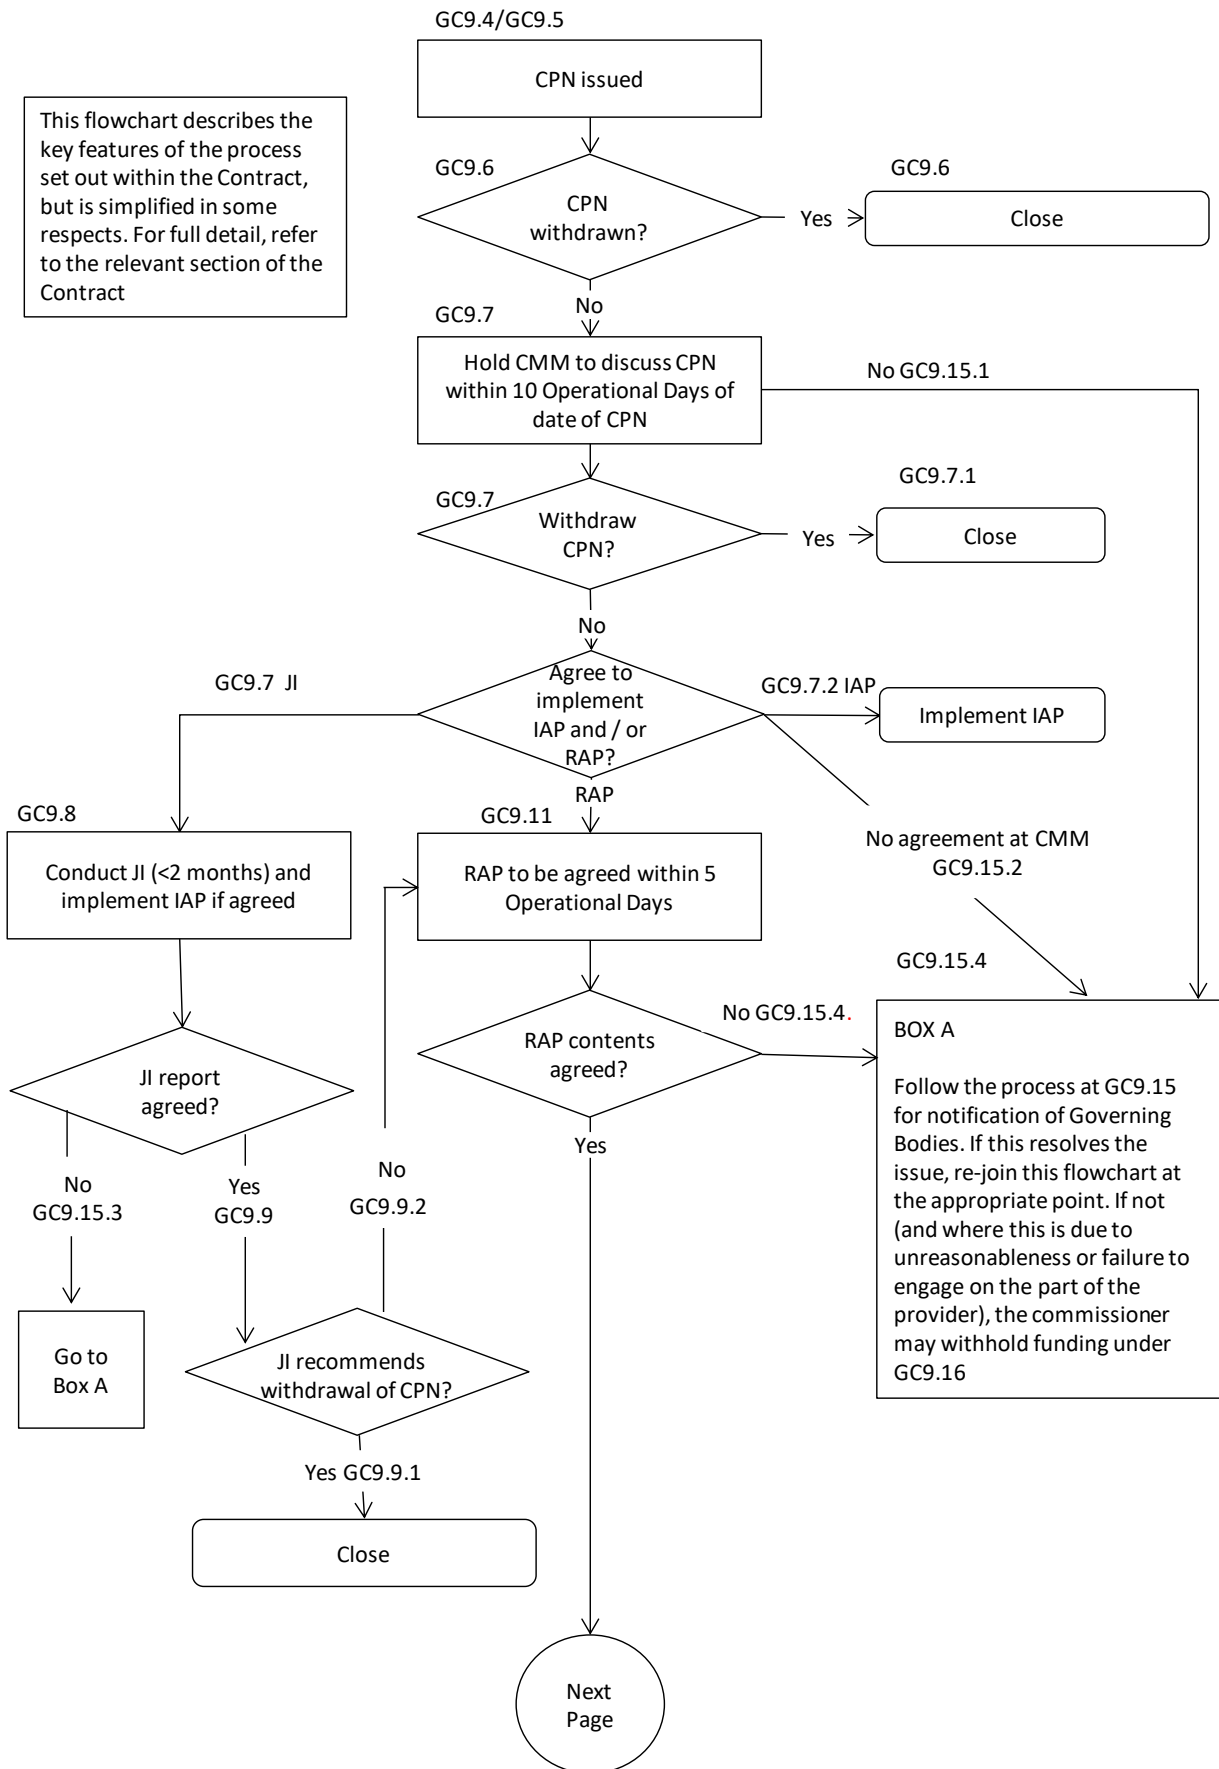 GC9.4/GC9.5
CPN issued
This flowchart describes the
key features of the process
set out within the Contract,
but is simplified in some
respects. For full detail, refer
to the relevant section of the
Contract
GC9.6
CPN
withdrawn?
Yes
GC9.6
Close
No
GC9.7
Hold CMM to discuss CPN
within 10 Operational Days of
date of CPN
No GC9.15.1
GC9.7
Withdraw
CPN?
Yes
GC9.7.1
Close
No
GC9.7 JI
Agree to
implement
IAP and / or
RAP?
GC9.7.2 IAP
Implement IAP
RAP
GC9.8
Conduct JI (<2 months) and
implement IAP if agreed
GC9.11
RAP to be agreed within 5
Operational Days
No agreement at CMM
GC9.15.2
GC9.15.4
JI report
agreed?
RAP contents
agreed?
No GC9.15.4.
BOX A
Follow the process at GC9.15
for notification of Governing
Bodies. If this resolves the
issue, re-join this flowchart at
the appropriate point. If not
(and where this is due to
unreasonableness or failure to
engage on the part of the
provider), the commissioner
may withhold funding under
GC9.16
Yes
No
GC9.15.3
Yes
GC9.9
No
GC9.9.2
Go to
Box A
JI recommends
withdrawal of CPN?
Yes GC9.9.1
Close
Next
Page